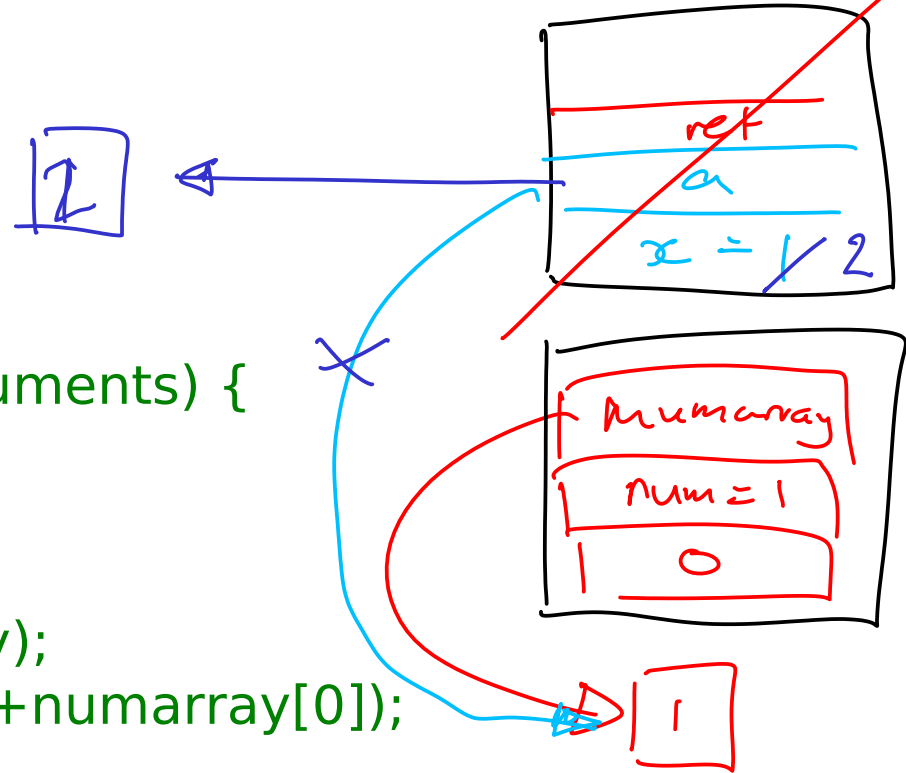 ret
a
2
x = 1 2
uments) {
numarray
num = 1
0
y);
+numarray[0]);
1